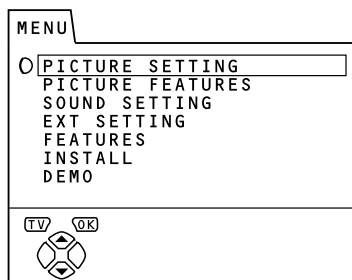 MENU
PICTURE SETTING
PICTURE FEATURES
SOUND SETTING
EXT SETTING
FEATURES
INSTALL
DEMO
TV OK